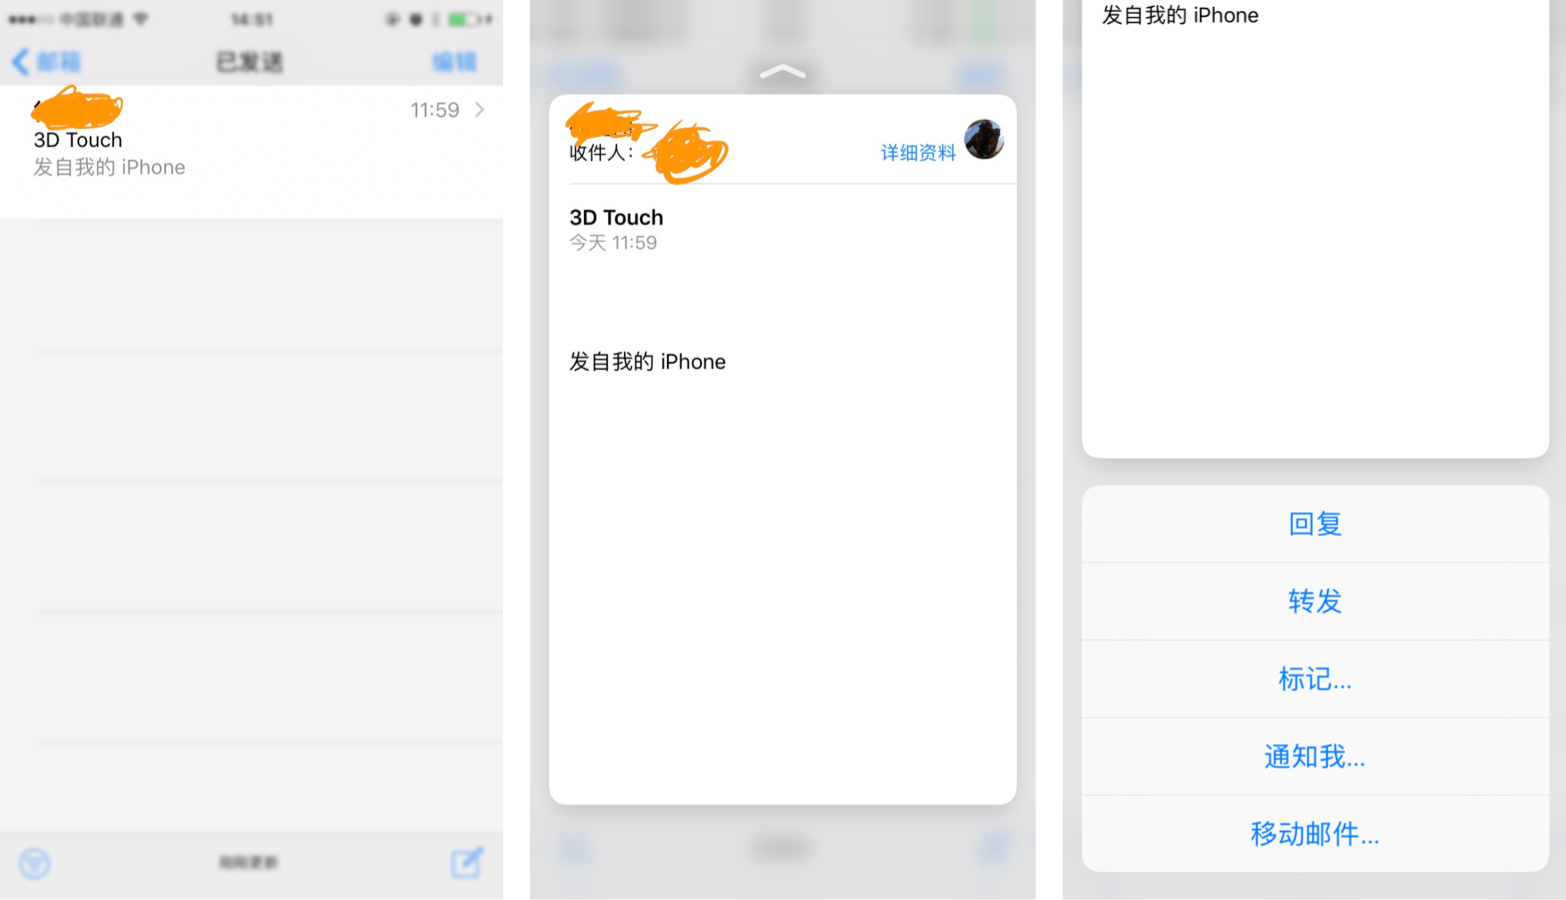 中国联通
14:51
邮箱
已发送
编辑
11:59
3D Touch
发自我的 iPhone
刚刚更新
收件人：
详细资料
3D Touch
今天 11:59
发自我的 iPhone
发自我的 iPhone
回复
转发
标记...
通知我...
移动邮件...